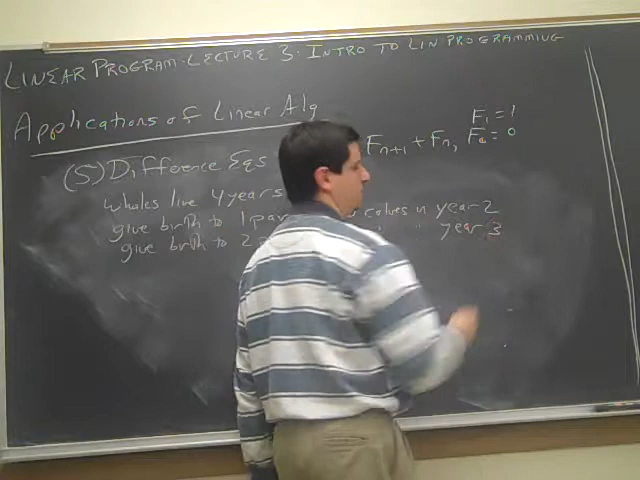 LINEAR PROGRAM. LECTURE 3. INTRO TO LIN PROGRAMMING
Applications of Linear Alg
(5) Difference Eqs
F₁ = 1
Fₙ₊₁ + Fₙ, F₀ = 0
Whales live 4 years
give birth to 1 pair calves in year 2
give birth to 2 " " year 3